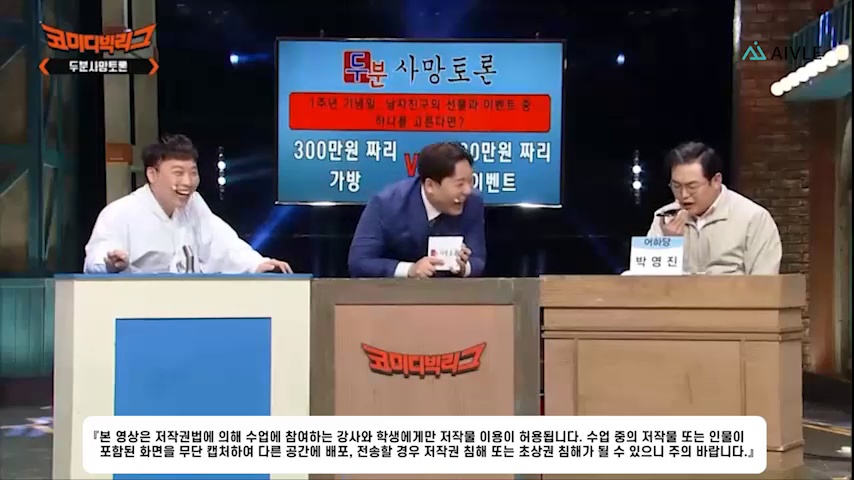 코미디빅리그
두분사망토론
AIVLE
두분 사망토론
1주년 기념일, 남자친구의 선물과 이벤트 중
하나를 고른다면?
300만원 짜리
가방
만원 짜리
이벤트
어하당
박영진
코미디빅리그
『본 영상은 저작권법에 의해 수업에 참여하는 강사와 학생에게만 저작물 이용이 허용됩니다. 수업 중의 저작물 또는 인물이
포함된 화면을 무단 캡처하여 다른 공간에 배포, 전송할 경우 저작권 침해 또는 초상권 침해가 될 수 있으니 주의 바랍니다.』